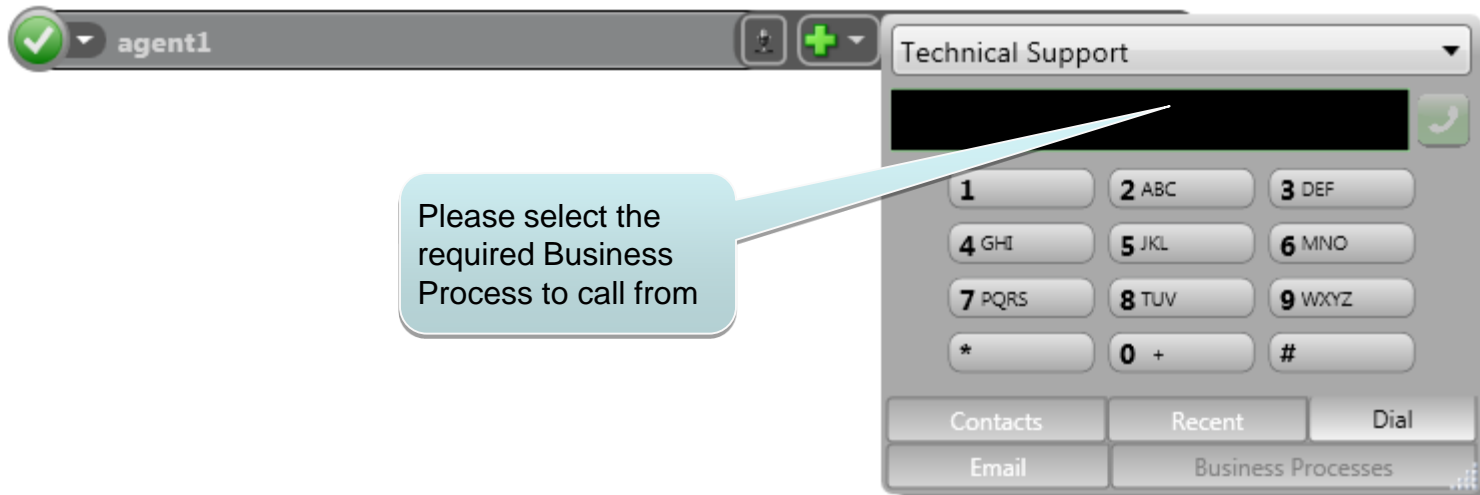 agent1
Technical Support
Please select the
required Business
Process to call from
1
2 ABC
3 DEF
4 GHI
5 JKL
6 MNO
7 PQRS
8 TUV
9 WXYZ
*
0 +
#
Contacts
Recent
Dial
Email
Business Processes